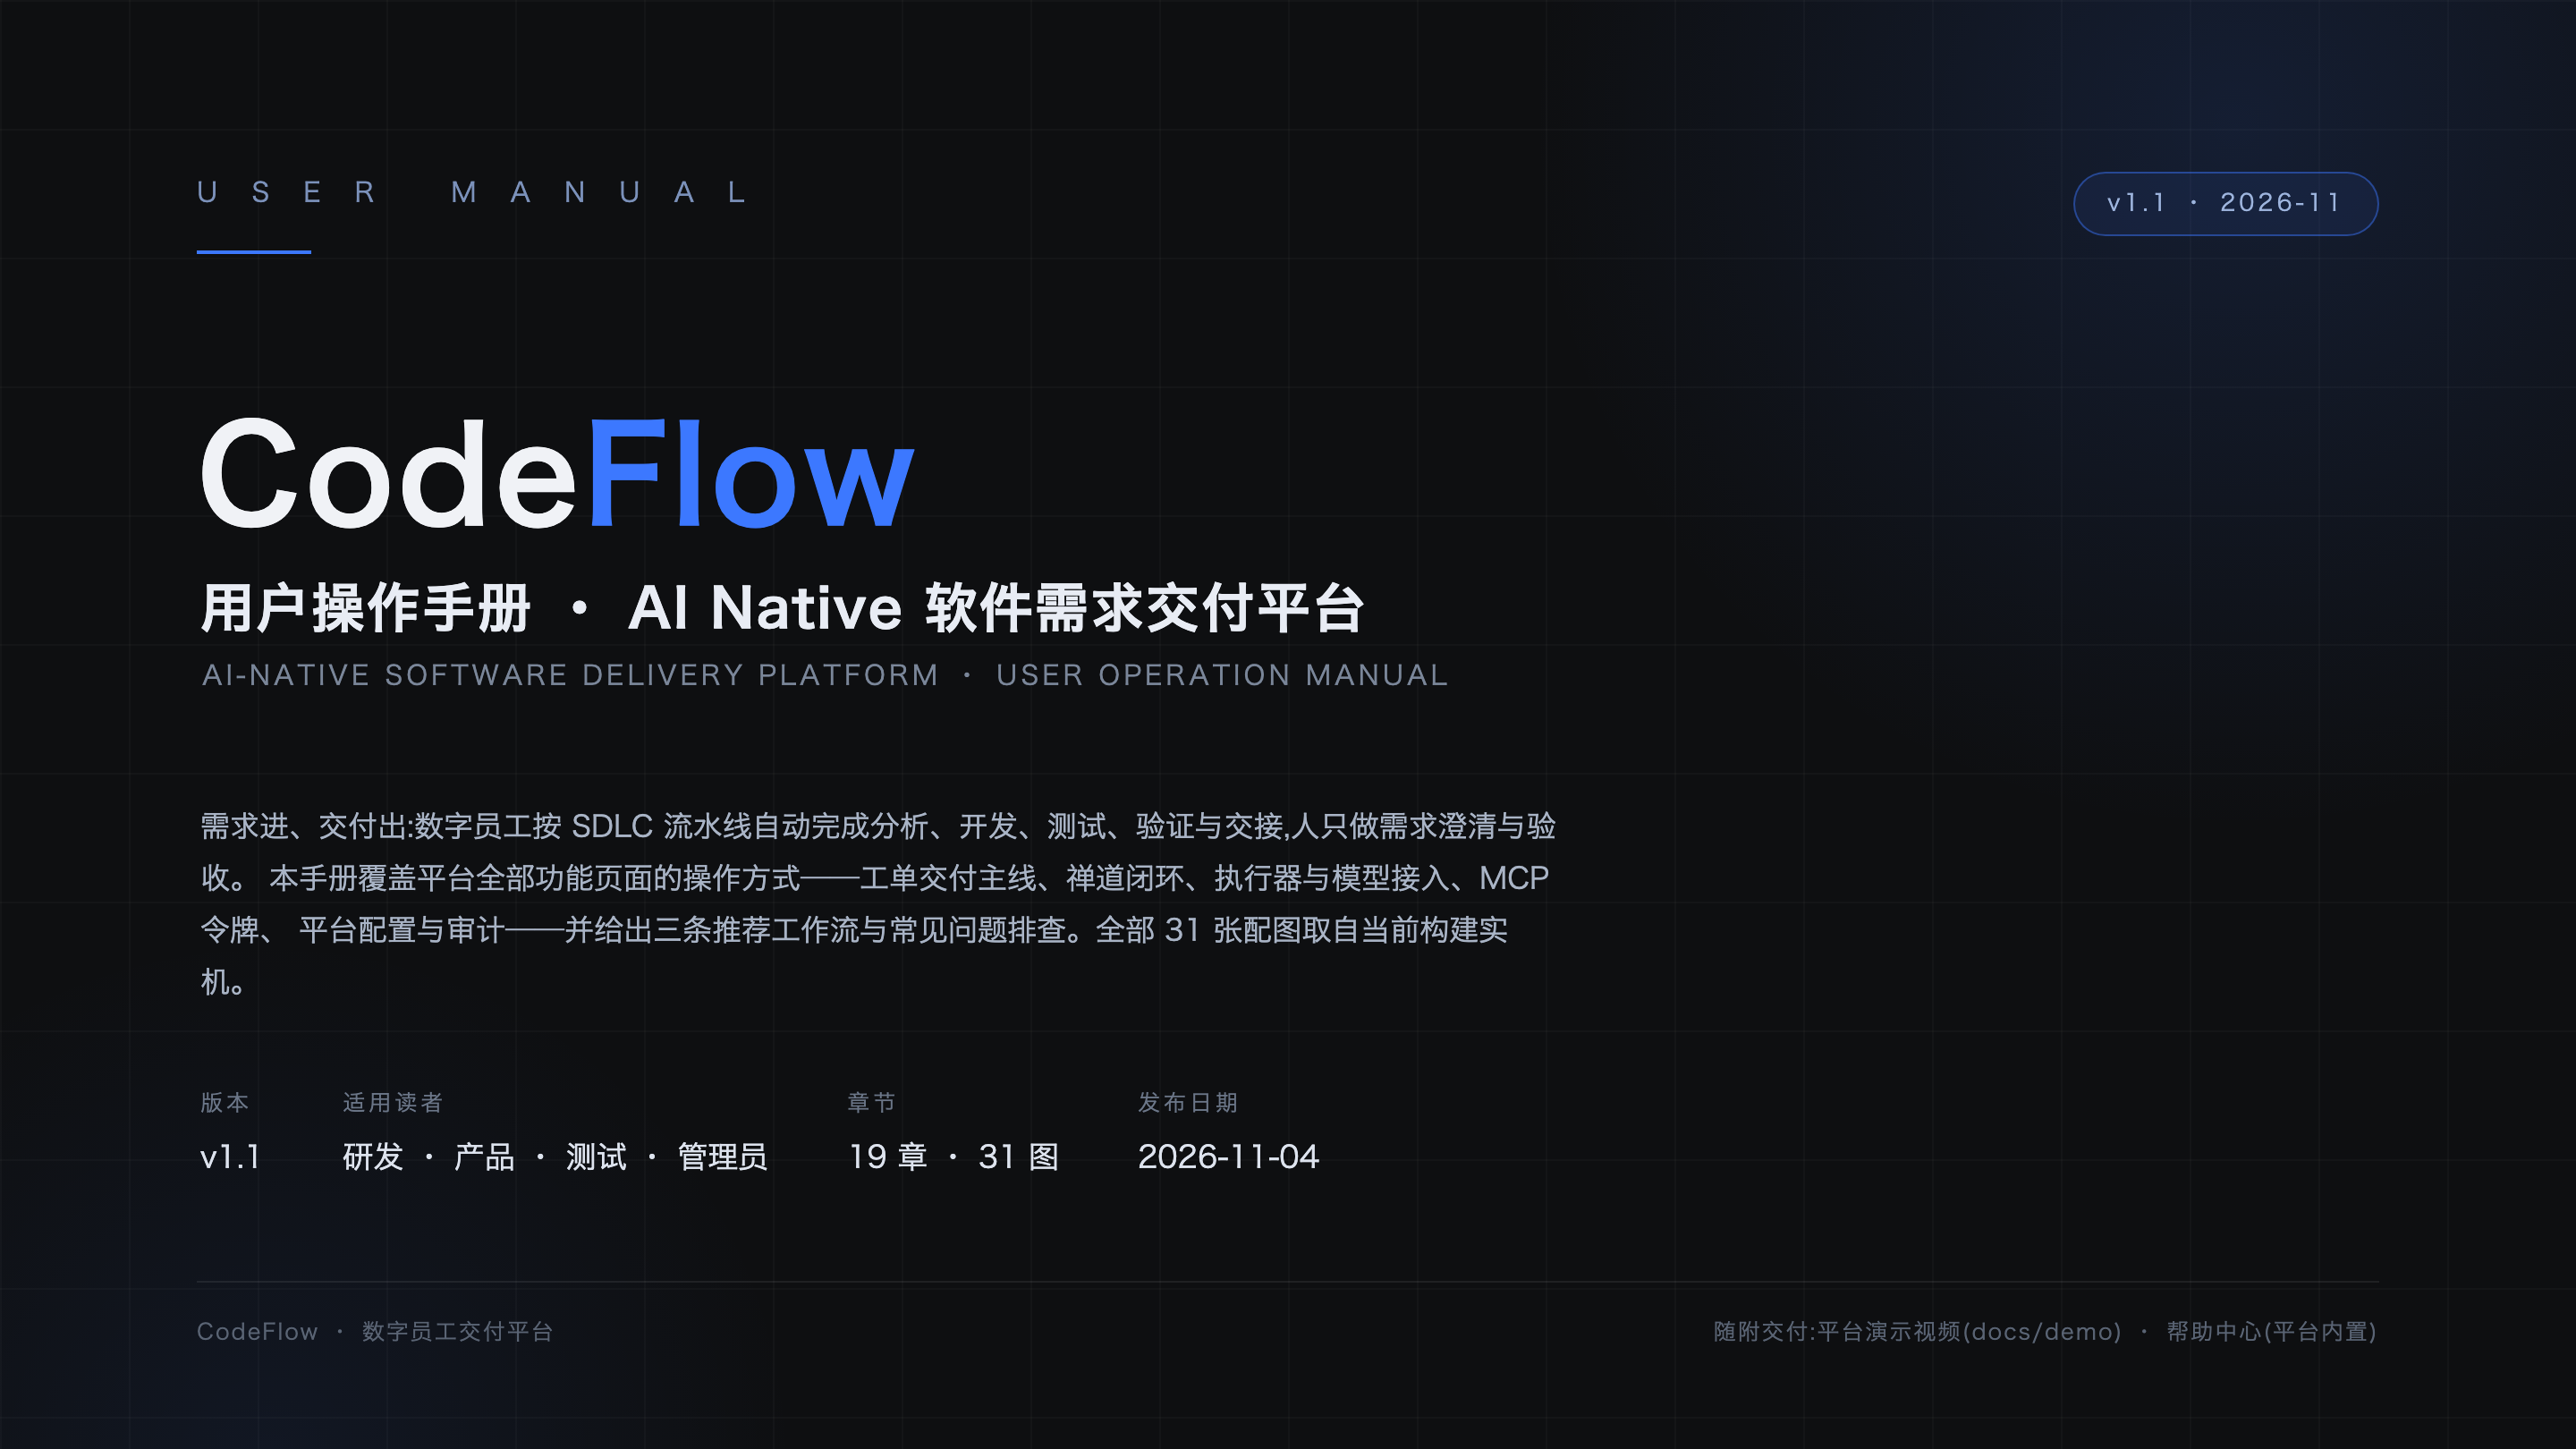 USER MANUAL
v1.1 · 2026-11
CodeFlow
用户操作手册 · AI Native 软件需求交付平台
AI-NATIVE SOFTWARE DELIVERY PLATFORM · USER OPERATION MANUAL
需求进、交付出:数字员工按 SDLC 流水线自动完成分析、开发、测试、验证与交接,人只做需求澄清与验
收。 本手册覆盖平台全部功能页面的操作方式——工单交付主线、禅道闭环、执行器与模型接入、MCP
令牌、 平台配置与审计——并给出三条推荐工作流与常见问题排查。全部 31 张配图取自当前构建实
机。
版本 适用读者 章节 发布日期
v1.1 研发 · 产品 · 测试 · 管理员 19 章 · 31 图 2026-11-04
CodeFlow · 数字员工交付平台
随附交付:平台演示视频(docs/demo) · 帮助中心(平台内置)